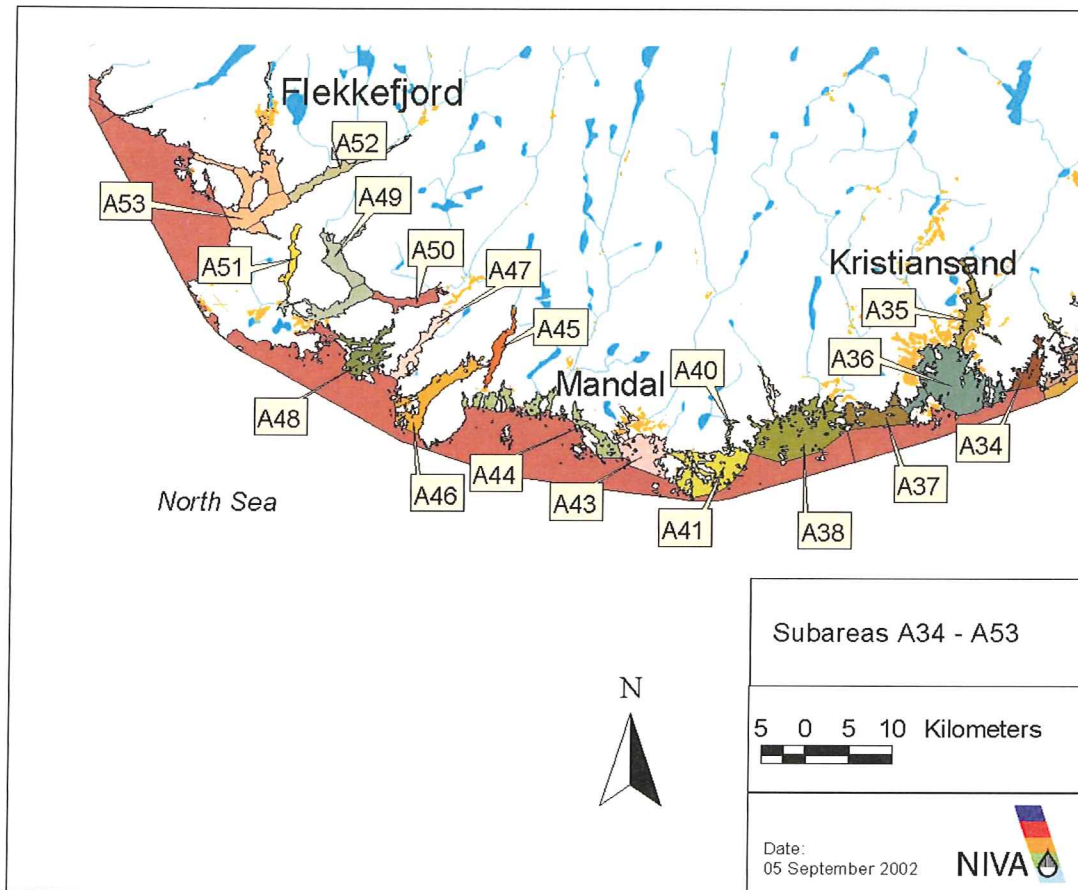 Flekkefjord
A52
A49
A53
A51
A50
A47
Kristiansand
A35
A45
A40
A36
Mandal
A48
A44
A34
A46
A43
A37
North Sea
A41
A38
Subareas A34 - A53
N
5 0 5 10 Kilometers
Date:
05 September 2002
NIVA